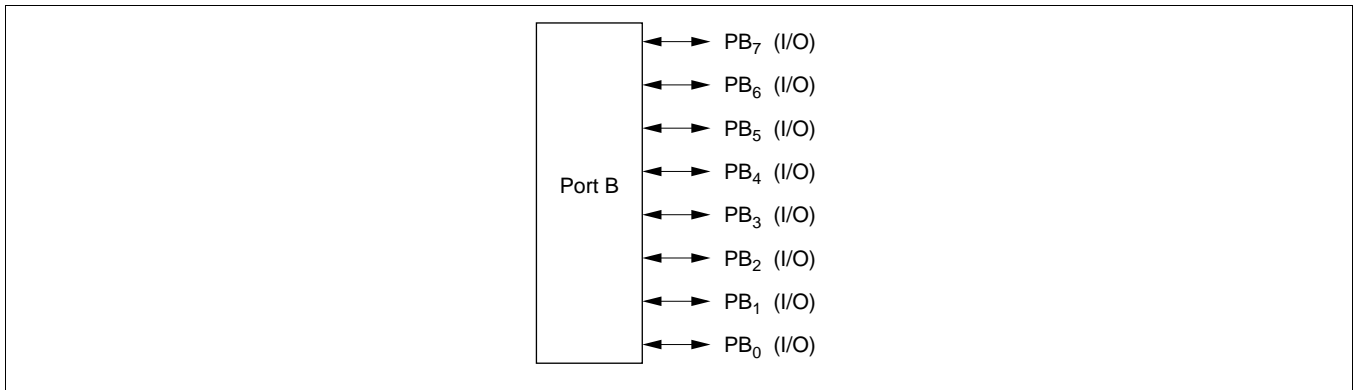 PB₇ (I/O)
PB₆ (I/O)
PB₅ (I/O)
PB₄ (I/O)
Port B
PB₃ (I/O)
PB₂ (I/O)
PB₁ (I/O)
PB₀ (I/O)